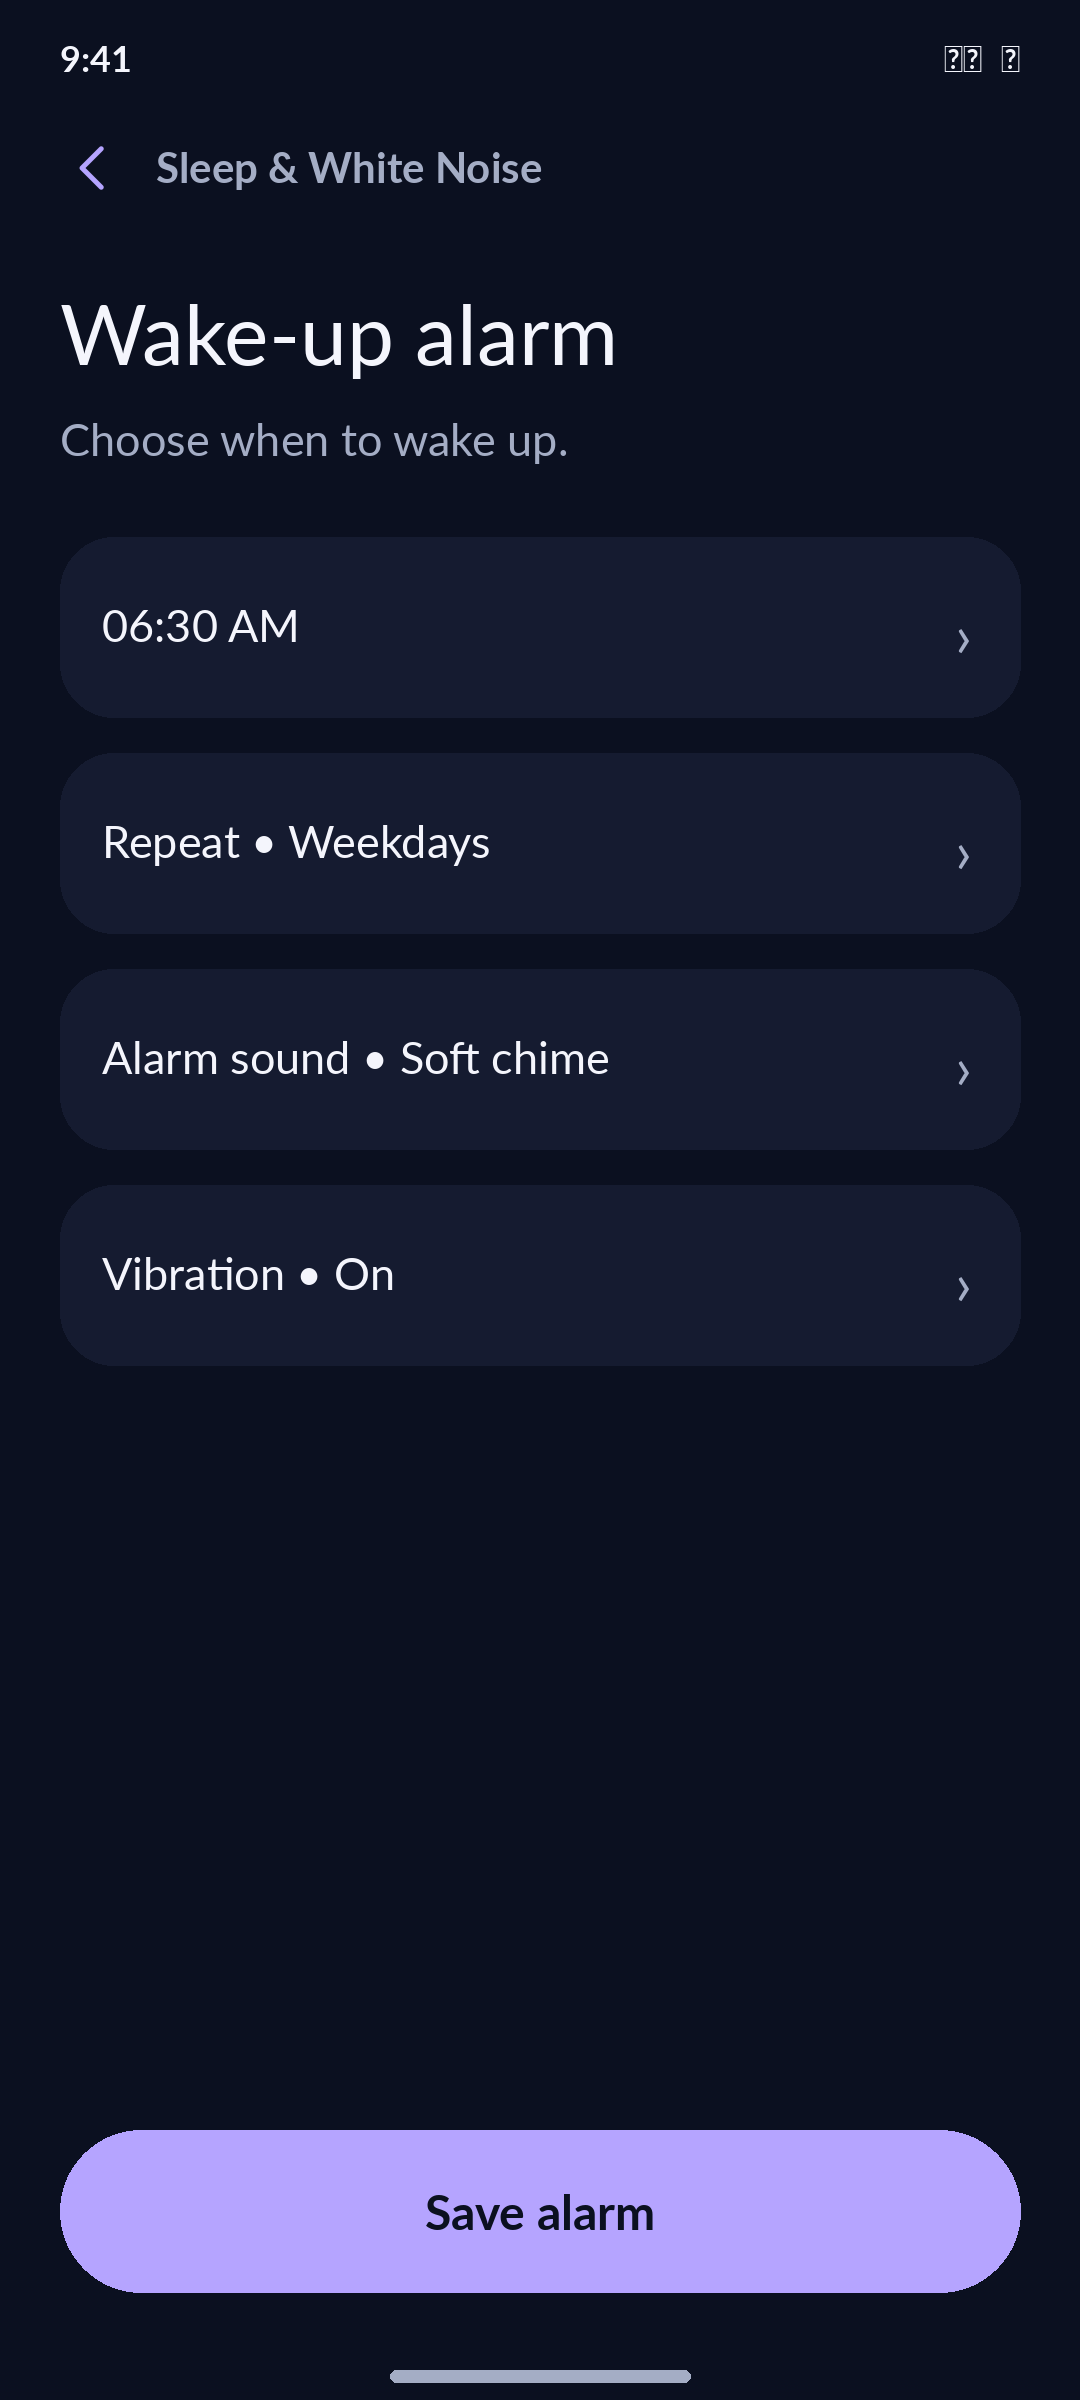 9:41
Sleep & White Noise
Wake-up alarm
Choose when to wake up.
06:30 AM
Repeat • Weekdays
Alarm sound • Soft chime
Vibration • On
Save alarm